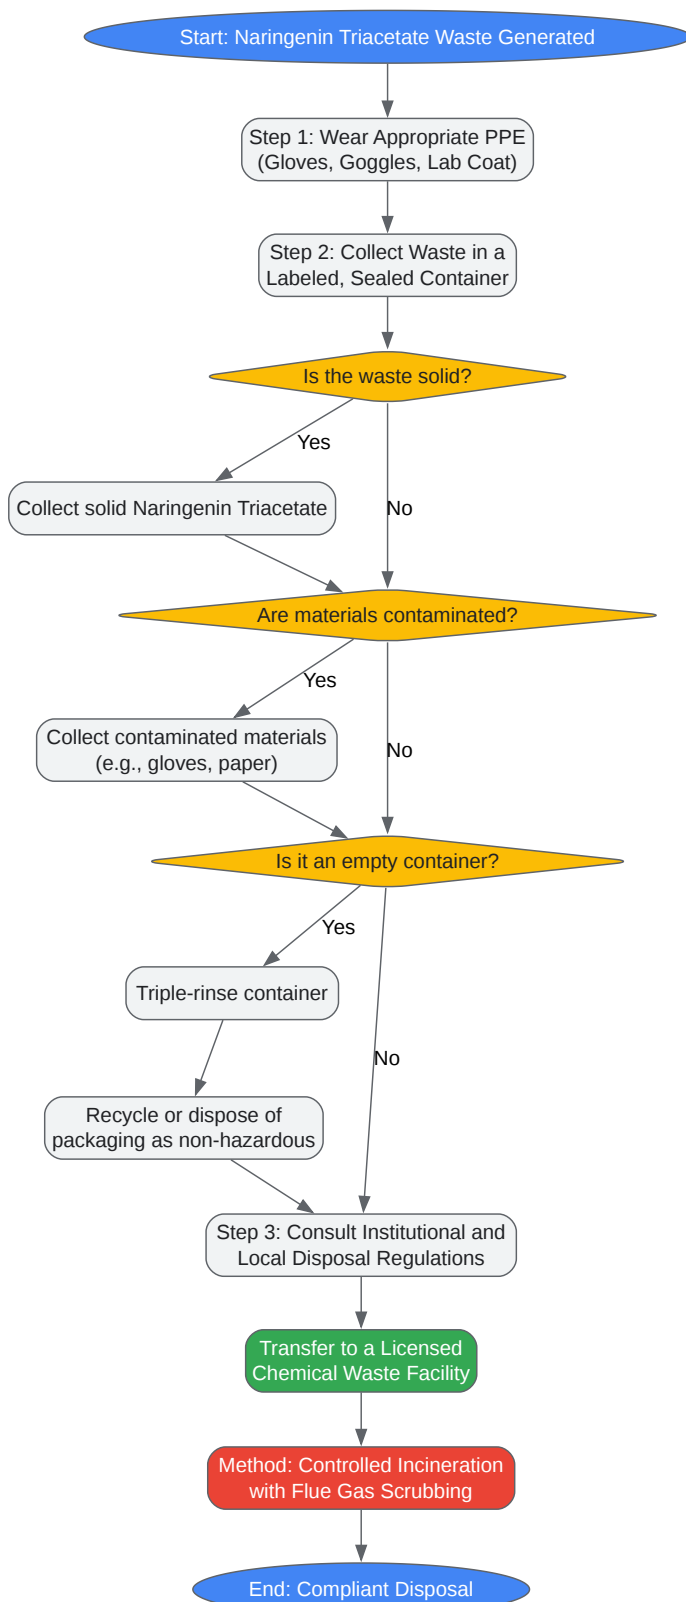 Start: Naringenin Triacetate Waste Generated
Step 1: Wear Appropriate PPE
(Gloves, Goggles, Lab Coat)
Step 2: Collect Waste in a
Labeled, Sealed Container
Is the waste solid?
Yes
Collect solid Naringenin Triacetate
No
Are materials contaminated?
Yes
Collect contaminated materials
(e.g., gloves, paper)
No
Is it an empty container?
Yes
Triple-rinse container
No
Recycle or dispose of
packaging as non-hazardous
Step 3: Consult Institutional and
Local Disposal Regulations
Transfer to a Licensed
Chemical Waste Facility
Method: Controlled Incineration
with Flue Gas Scrubbing
End: Compliant Disposal